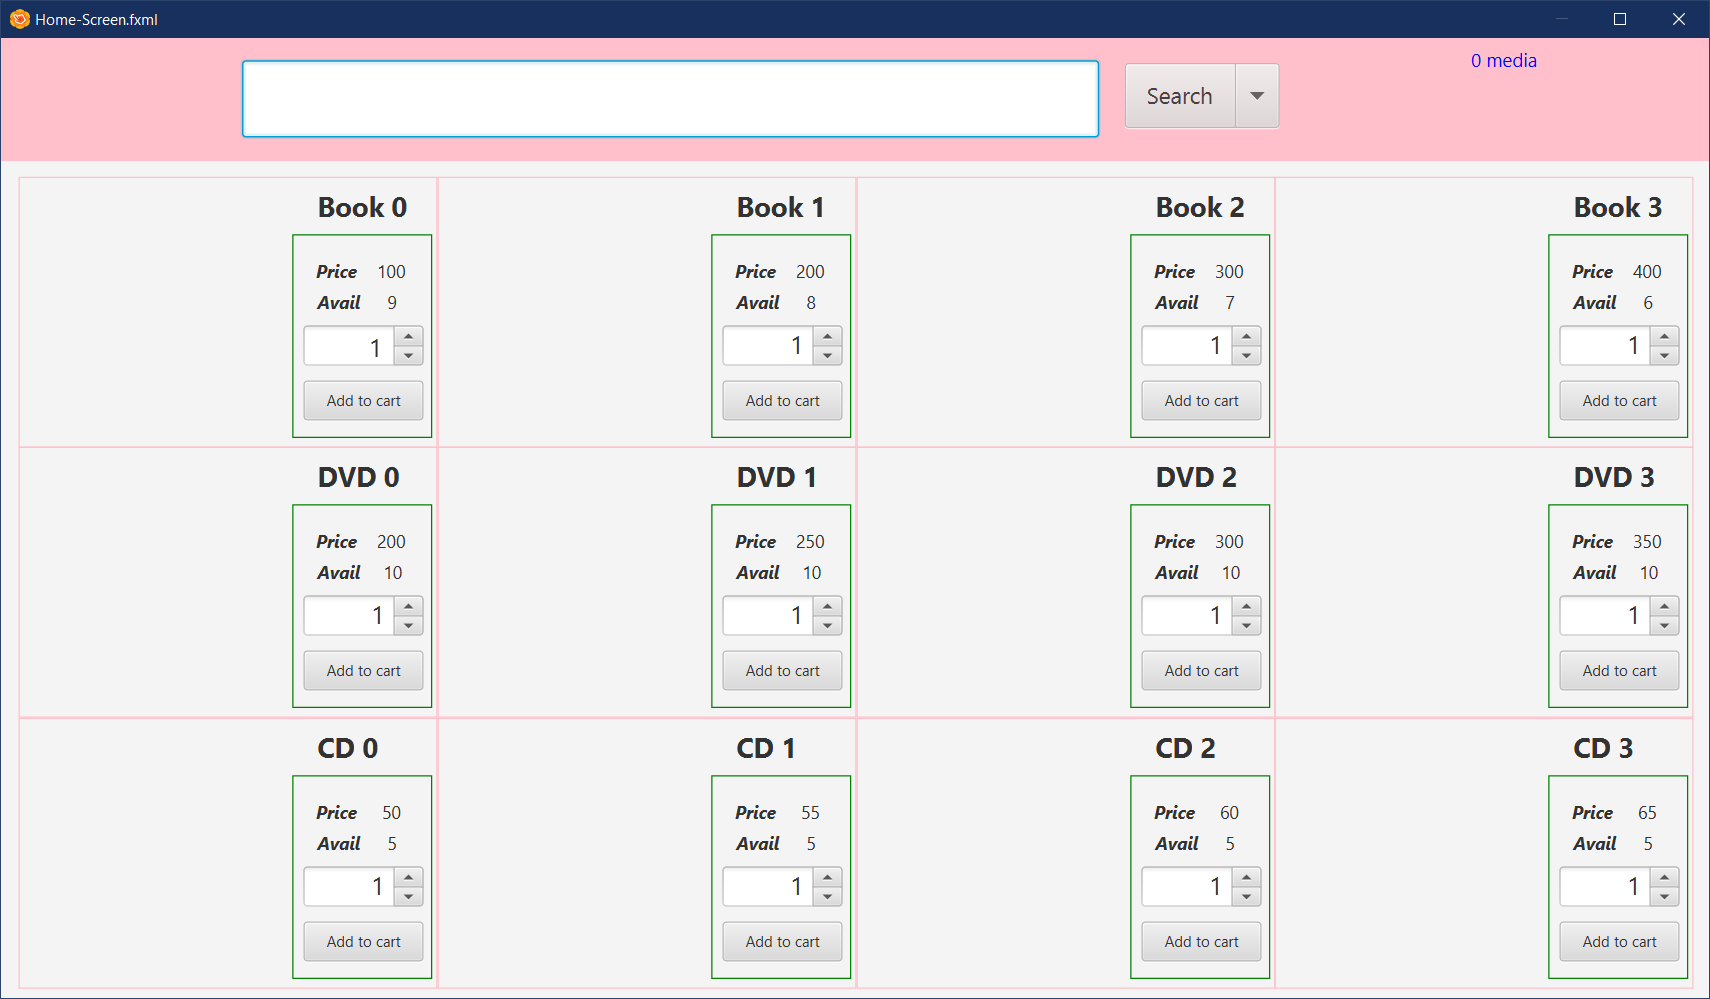 Home-Screen.fxml
0 media
Search
Book 0
Book 1
Book 2
Book 3
Price 100
Price 200
Price 300
Price 400
Avail 9
Avail 8
Avail 7
Avail 6
1
1
1
1
Add to cart
Add to cart
Add to cart
Add to cart
DVD 0
DVD 1
DVD 2
DVD 3
Price 200
Price 250
Price 300
Price 350
Avail 10
Avail 10
Avail 10
Avail 10
1
1
1
1
Add to cart
Add to cart
Add to cart
Add to cart
CD 0
CD 1
CD 2
CD 3
Price 50
Price 55
Price 60
Price 65
Avail 5
Avail 5
Avail 5
Avail 5
1
1
1
1
Add to cart
Add to cart
Add to cart
Add to cart